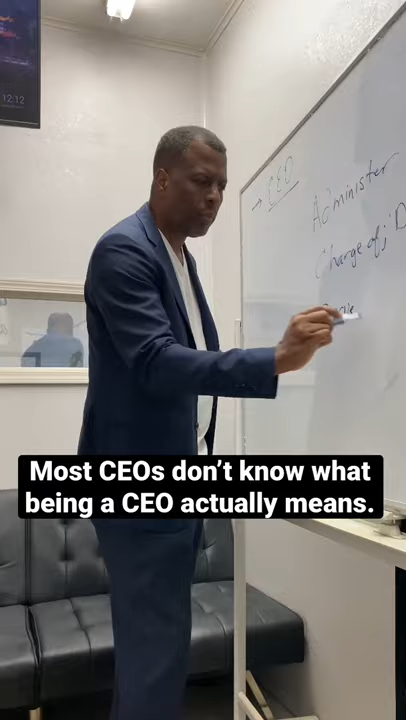 12:12
→ CEO
Administer
Charge of; 'D
Most CEOs don't know what
being a CEO actually means.